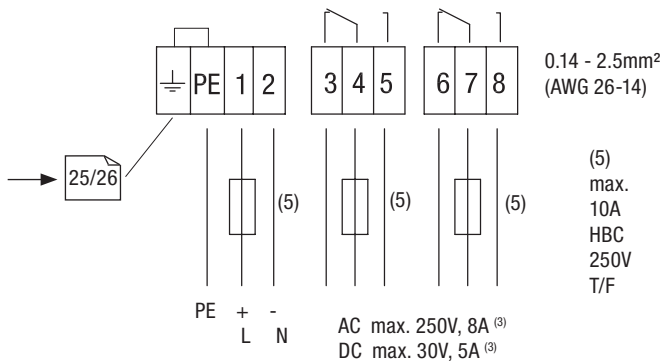 PE 1 2
3 4 5
6 7 8
0.14 - 2.5mm²
(AWG 26-14)
25/26
(5)
(5)
(5)
(5)
max.
10A
HBC
250V
T/F
PE + -
L N
AC max. 250V, 8A ⁽³⁾
DC max. 30V, 5A ⁽³⁾